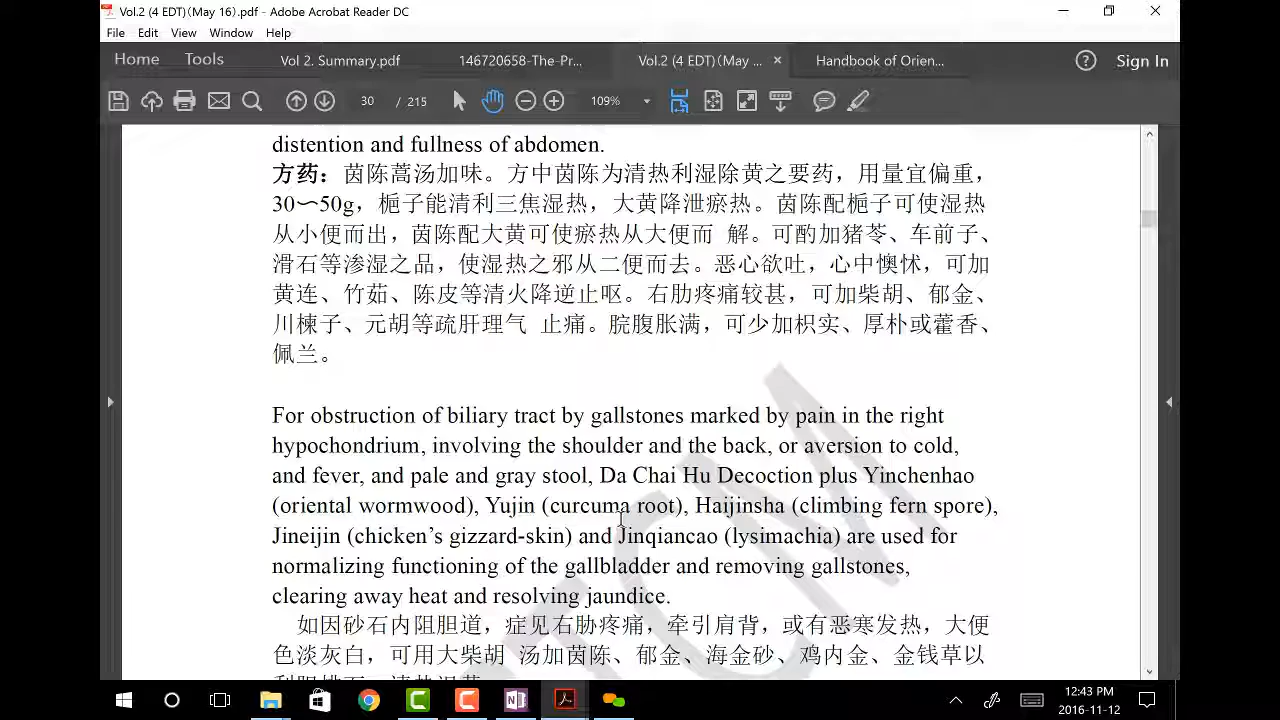 Vol.2 (4 EDT)(May 16).pdf - Adobe Acrobat Reader DC
File Edit View Window Help
Home Tools Vol 2. Summary.pdf 146720658-The-Pr... Vol.2 (4 EDT)(May ... × Handbook of Orien... ? Sign In
30 / 215 109%
distention and fullness of abdomen.
方药：茵陈蒿汤加味。方中茵陈为清热利湿除黄之要药，用量宜偏重，
30～50g，栀子能清利三焦湿热，大黄降泄瘀热。茵陈配栀子可使湿热
从小便而出，茵陈配大黄可使瘀热从大便而 解。可酌加猪苓、车前子、
滑石等渗湿之品，使湿热之邪从二便而去。恶心欲吐，心中懊恼，可加
黄连、竹茹、陈皮等清火降逆止呕。右肋疼痛较甚，可加柴胡、郁金、
川楝子、元胡等疏肝理气 止痛。脘腹胀满，可少加枳实、厚朴或藿香、
佩兰。
For obstruction of biliary tract by gallstones marked by pain in the right
hypochondrium, involving the shoulder and the back, or aversion to cold,
and fever, and pale and gray stool, Da Chai Hu Decoction plus Yinchenhao
(oriental wormwood), Yujin (curcuma root), Haijinsha (climbing fern spore),
Jineijin (chicken's gizzard-skin) and Jinqiancao (lysimachia) are used for
normalizing functioning of the gallbladder and removing gallstones,
clearing away heat and resolving jaundice.
如因砂石内阻胆道，症见右胁疼痛，牵引肩背，或有恶寒发热，大便
色淡灰白，可用大柴胡 汤加茵陈、郁金、海金砂、鸡内金、金钱草以
TCM
12:43 PM
2016-11-12